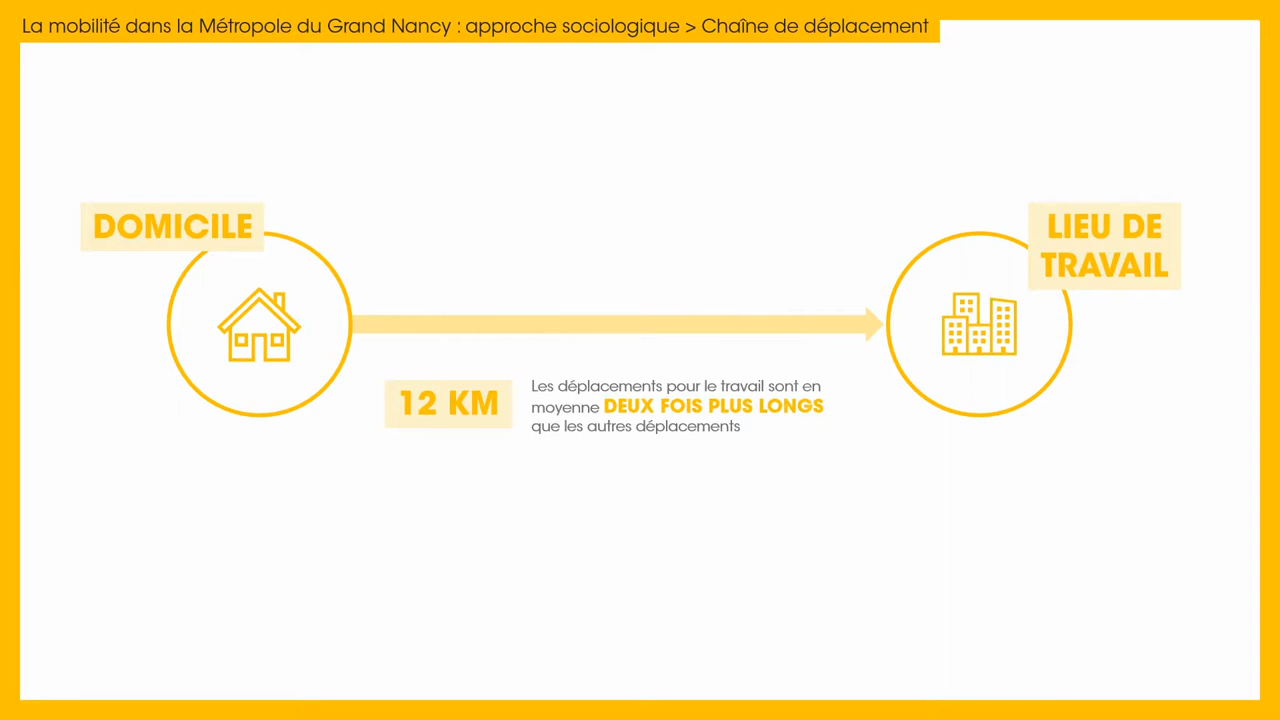 La mobilité dans la Métropole du Grand Nancy : approche sociologique > Chaîne de déplacement
DOMICILE
LIEU DE
TRAVAIL
12 KM
Les déplacements pour le travail sont en
moyenne DEUX FOIS PLUS LONGS
que les autres déplacements